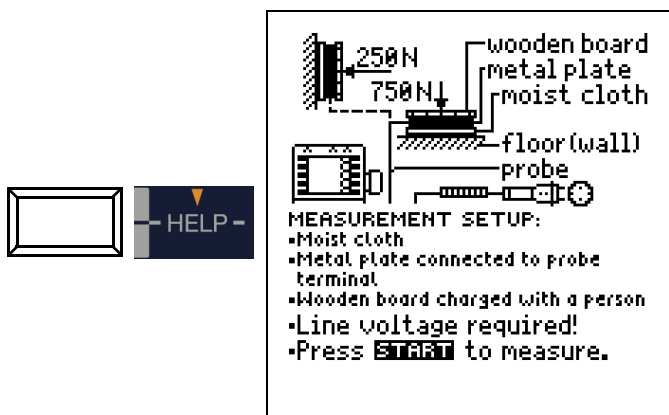 HELP
250N
750N
wooden board
metal plate
moist cloth
floor(wall)
probe
MEASUREMENT SETUP:
▪Moist cloth
▪Metal plate connected to probe
terminal
▪Wooden board charged with a person
▪Line voltage required!
▪Press START to measure.